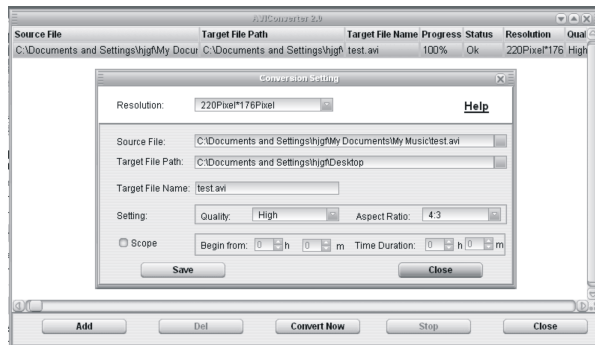 AVIConverter 2.0
Source File Target File Path Target File Name Progress Status Resolution Qual
C:\Documents and Settings\hjgf\My Docur C:\Documents and Settings\hjgf\ test.avi 100% Ok 220Pixel*176 High
Conversion Setting
Resolution: 220Pixel*176Pixel Help
Source File: C:\Documents and Settings\hjgf\My Documents\My Music\test.avi
Target File Path: C:\Documents and Settings\hjgf\Desktop
Target File Name: test.avi
Setting: Quality: High Aspect Ratio: 4:3
Scope Begin from: 0 h 0 m Time Duration: 0 h 0 m
Save Close
Add Del Convert Now Stop Close